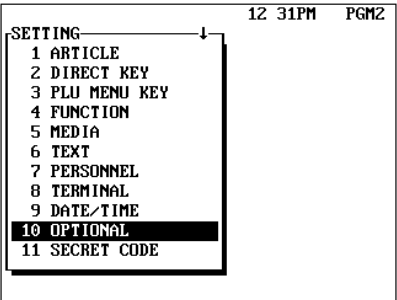 12 31PM PGM2
SETTING ↓
1 ARTICLE
2 DIRECT KEY
3 PLU MENU KEY
4 FUNCTION
5 MEDIA
6 TEXT
7 PERSONNEL
8 TERMINAL
9 DATE/TIME
10 OPTIONAL
11 SECRET CODE